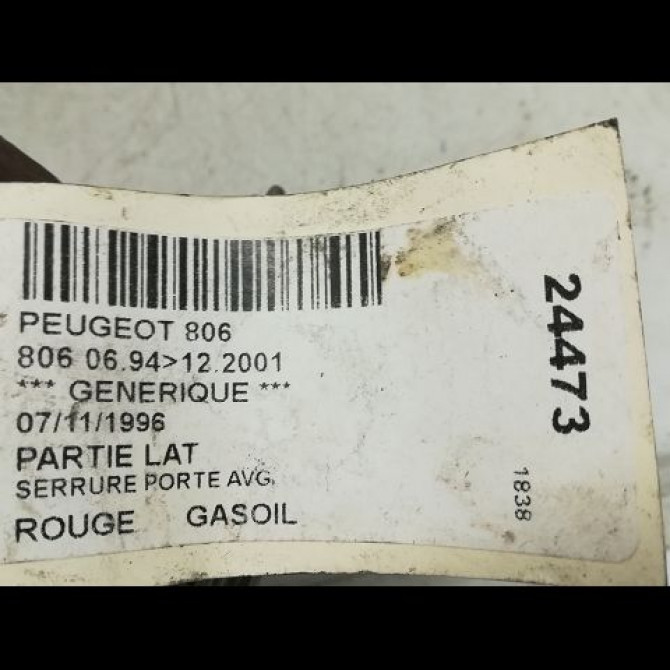 PEUGEOT 806
806 06.94>12.2001
*** GENERIQUE ***
07/11/1996
PARTIE LAT
SERRURE PORTE AVG,
ROUGE GASOIL
24473
1838